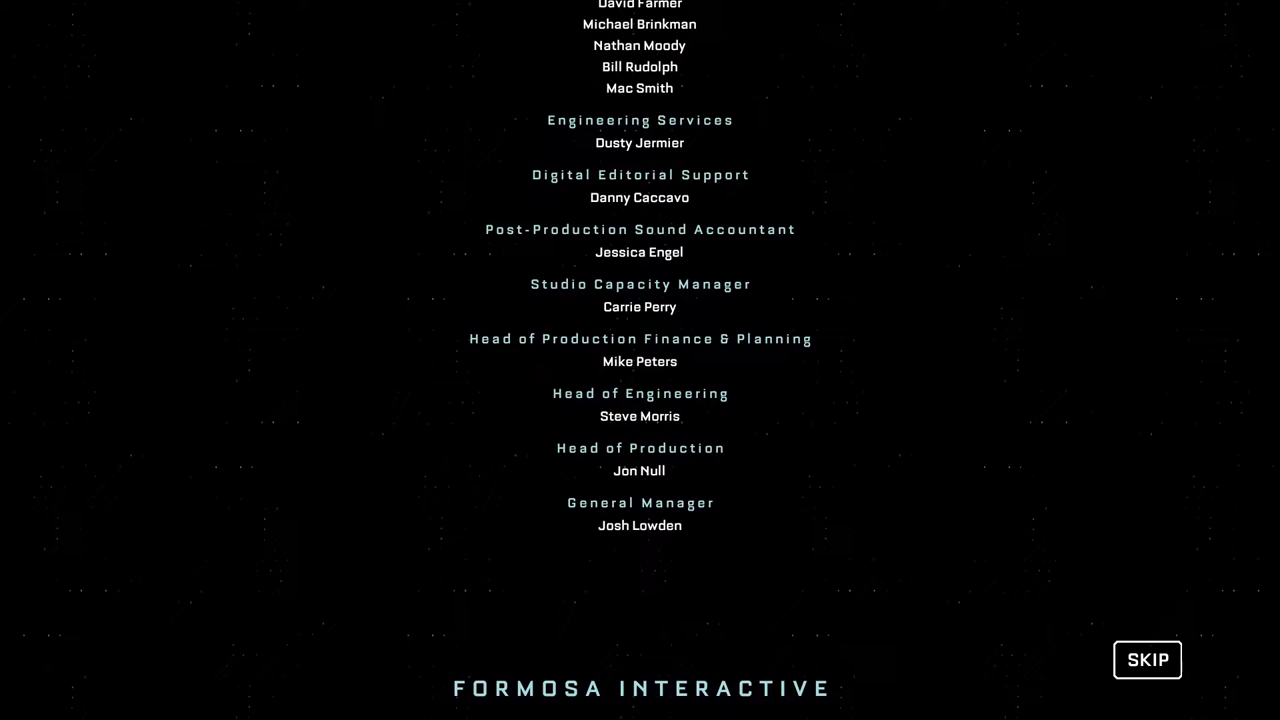 David Farmer
Michael Brinkman
Nathan Moody
Bill Rudolph
Mac Smith
Engineering Services
Dusty Jermier
Digital Editorial Support
Danny Caccavo
Post-Production Sound Accountant
Jessica Engel
Studio Capacity Manager
Carrie Perry
Head of Production Finance & Planning
Mike Peters
Head of Engineering
Steve Morris
Head of Production
Jon Null
General Manager
Josh Lowden
SKIP
FORMOSA INTERACTIVE